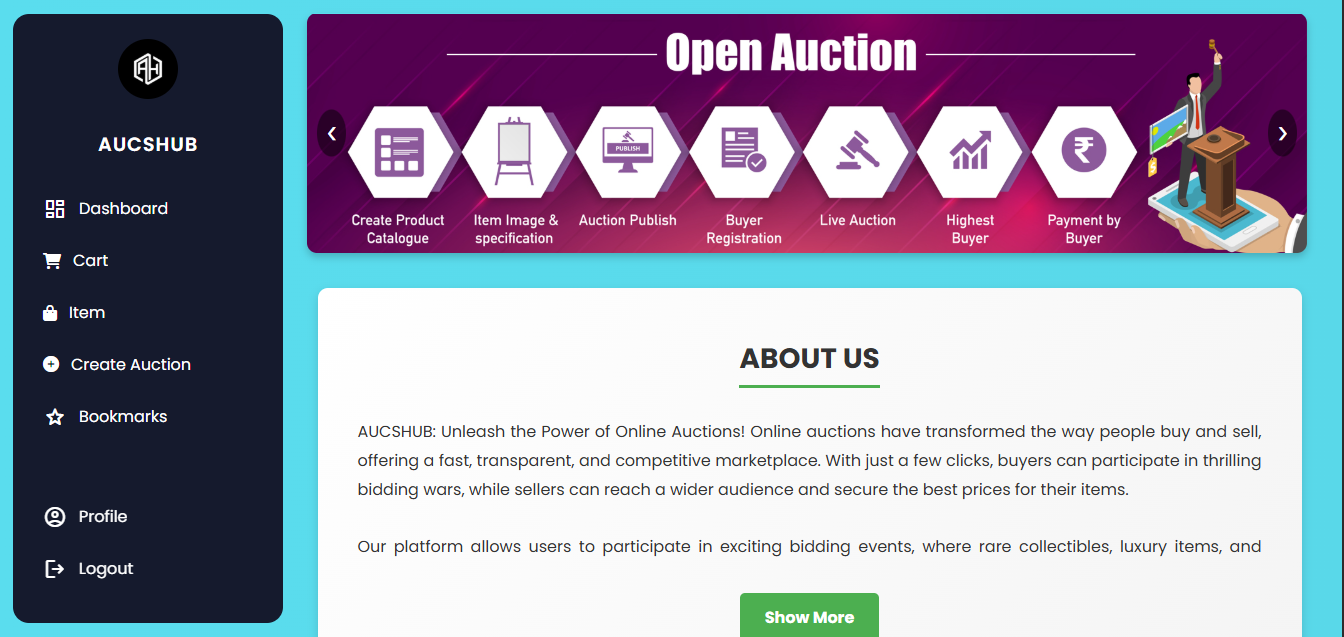 AH
AUCSHUB
Dashboard
Cart
Item
Create Auction
Bookmarks
Profile
Logout
Open Auction
PUBLISH
Create Product
Catalogue
Item Image &
specification
Auction Publish
Buyer
Registration
Live Auction
Highest
Buyer
Payment by
Buyer
❮
❯
₹
$
ABOUT US
AUCSHUB: Unleash the Power of Online Auctions! Online auctions have transformed the way people buy and sell,
offering a fast, transparent, and competitive marketplace. With just a few clicks, buyers can participate in thrilling
bidding wars, while sellers can reach a wider audience and secure the best prices for their items.
Our platform allows users to participate in exciting bidding events, where rare collectibles, luxury items, and
Show More